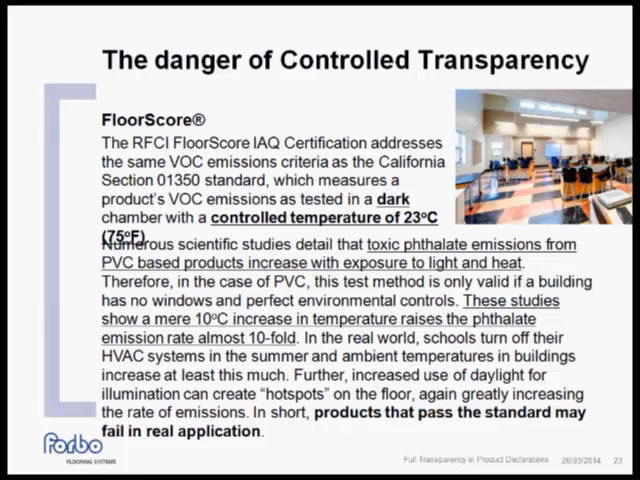 The danger of Controlled Transparency
FloorScore®
The RFCI FloorScore IAQ Certification addresses
the same VOC emissions criteria as the California
Section 01350 standard, which measures a
product's VOC emissions as tested in a dark
chamber with a controlled temperature of 23ºC
(75ºF)
Numerous scientific studies detail that toxic phthalate emissions from
PVC based products increase with exposure to light and heat.
Therefore, in the case of PVC, this test method is only valid if a building
has no windows and perfect environmental controls. These studies
show a mere 10ºC increase in temperature raises the phthalate
emission rate almost 10-fold. In the real world, schools turn off their
HVAC systems in the summer and ambient temperatures in buildings
increase at least this much. Further, increased use of daylight for
illumination can create “hotspots” on the floor, again greatly increasing
the rate of emissions. In short, products that pass the standard may
fail in real application.
Forbo
FLOORING SYSTEMS
Full Transparency in Product Declarations 26/03/2014 23